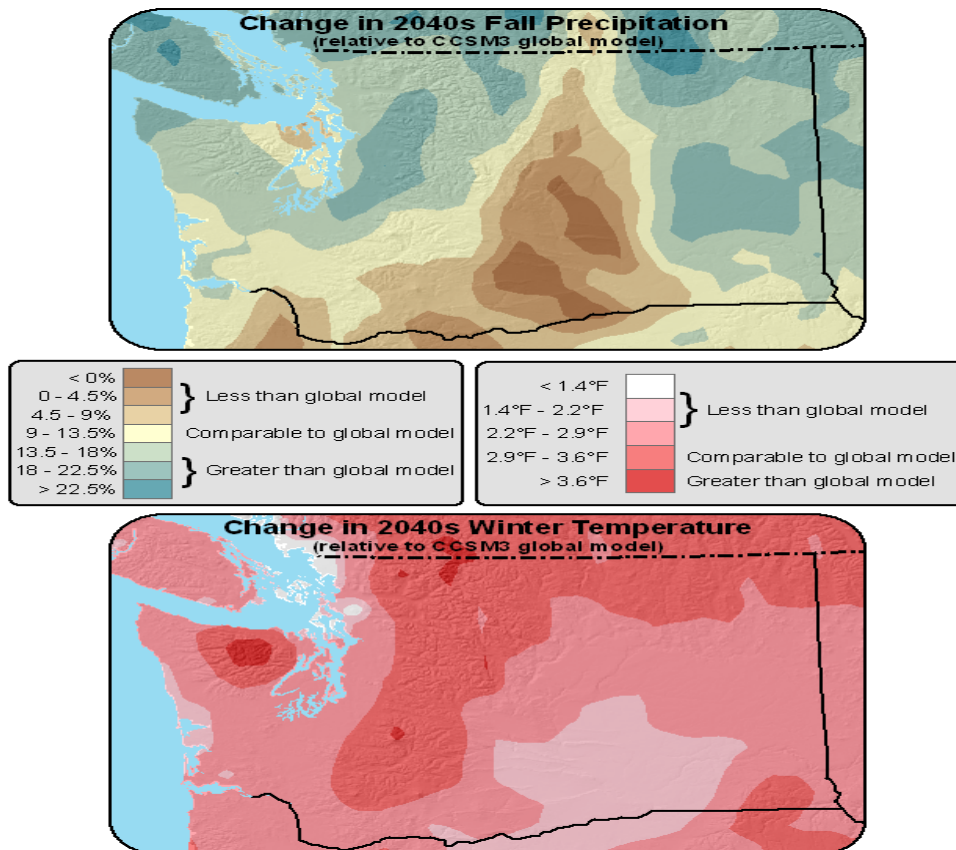 Change in 2040s Fall Precipitation
(relative to CCSM3 global model)
< 0%
0 - 4.5%
4.5 - 9%
9 - 13.5%
13.5 - 18%
18 - 22.5%
> 22.5%
} Less than global model
Comparable to global model
} Greater than global model
< 1.4°F
1.4°F - 2.2°F
2.2°F - 2.9°F
2.9°F - 3.6°F
> 3.6°F
} Less than global model
Comparable to global model
Greater than global model
Change in 2040s Winter Temperature
(relative to CCSM3 global model)